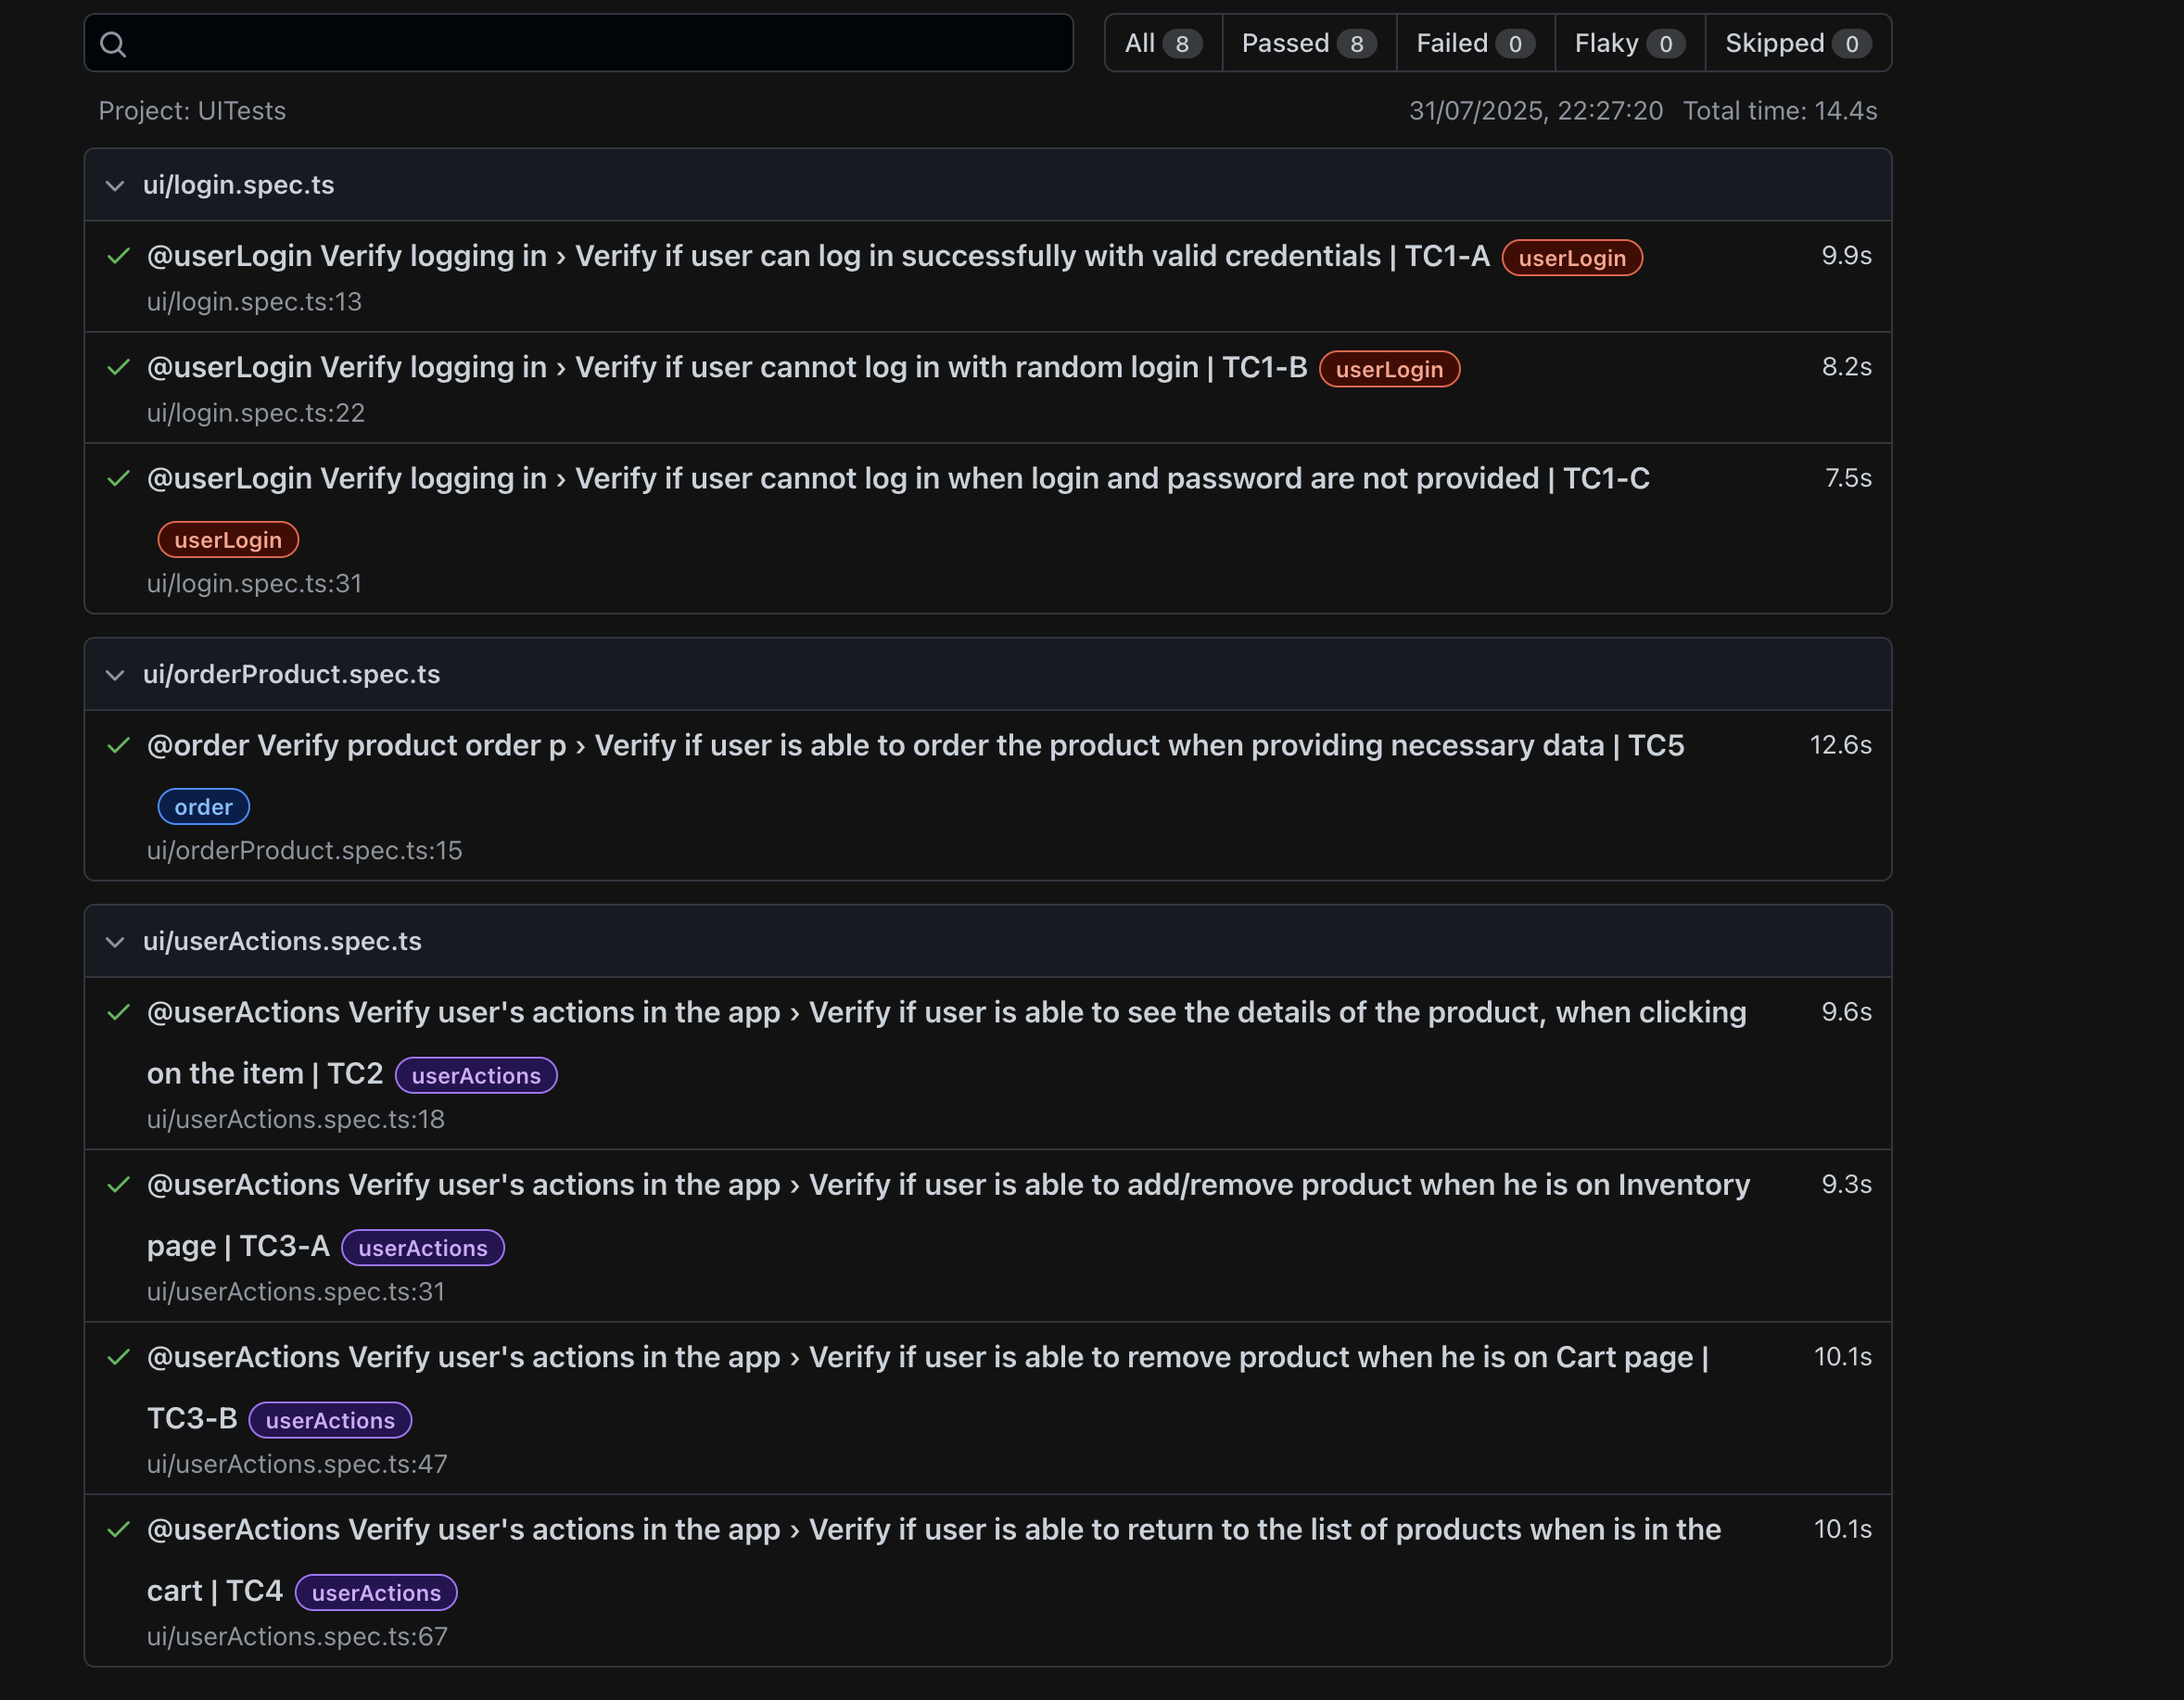 All 8 Passed 8 Failed 0 Flaky 0 Skipped 0
Project: UITests 31/07/2025, 22:27:20 Total time: 14.4s
ui/login.spec.ts
@userLogin Verify logging in › Verify if user can log in successfully with valid credentials | TC1-A userLogin 9.9s
ui/login.spec.ts:13
@userLogin Verify logging in › Verify if user cannot log in with random login | TC1-B userLogin 8.2s
ui/login.spec.ts:22
@userLogin Verify logging in › Verify if user cannot log in when login and password are not provided | TC1-C 7.5s
userLogin
ui/login.spec.ts:31
ui/orderProduct.spec.ts
@order Verify product order p › Verify if user is able to order the product when providing necessary data | TC5 12.6s
order
ui/orderProduct.spec.ts:15
ui/userActions.spec.ts
@userActions Verify user's actions in the app › Verify if user is able to see the details of the product, when clicking 9.6s
on the item | TC2 userActions
ui/userActions.spec.ts:18
@userActions Verify user's actions in the app › Verify if user is able to add/remove product when he is on Inventory 9.3s
page | TC3-A userActions
ui/userActions.spec.ts:31
@userActions Verify user's actions in the app › Verify if user is able to remove product when he is on Cart page | 10.1s
TC3-B userActions
ui/userActions.spec.ts:47
@userActions Verify user's actions in the app › Verify if user is able to return to the list of products when is in the 10.1s
cart | TC4 userActions
ui/userActions.spec.ts:67